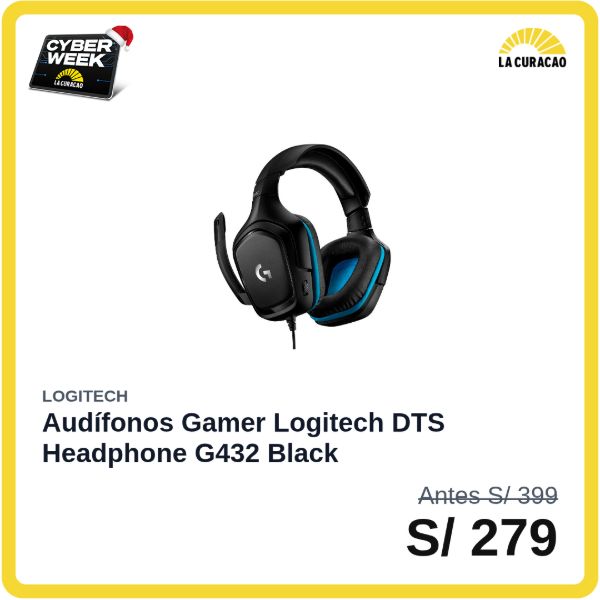 CYBER
WEEK
LA CURACAO
LA CURACAO
G
LOGITECH
Audífonos Gamer Logitech DTS
Headphone G432 Black
Antes S/ 399
S/ 279